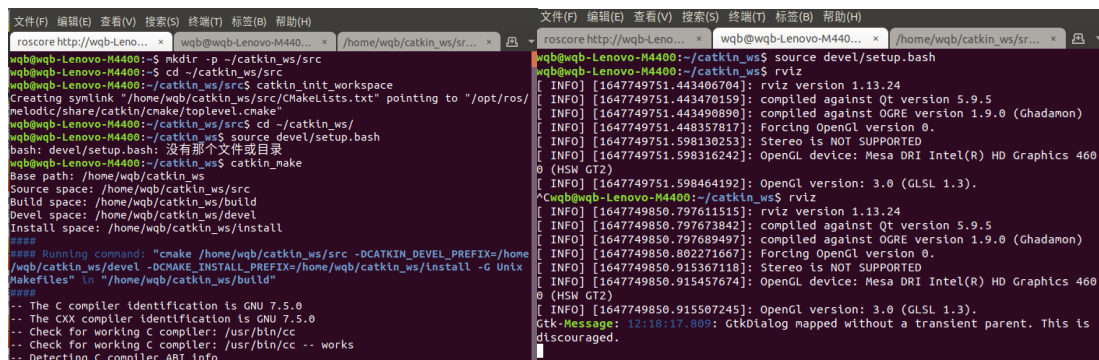 文件(F) 编辑(E) 查看(V) 搜索(S) 终端(T) 标签(B) 帮助(H)
roscore http://wqb-Leno... × wqb@wqb-Lenovo-M440... × /home/wqb/catkin_ws/sr... ×
wqb@wqb-Lenovo-M4400:~$ mkdir -p ~/catkin_ws/src
wqb@wqb-Lenovo-M4400:~$ cd ~/catkin_ws/src
wqb@wqb-Lenovo-M4400:~/catkin_ws/src$ catkin_init_workspace
Creating symlink "/home/wqb/catkin_ws/src/CMakeLists.txt" pointing to "/opt/ros/
melodic/share/catkin/cmake/toplevel.cmake"
wqb@wqb-Lenovo-M4400:~/catkin_ws/src$ cd ~/catkin_ws/
wqb@wqb-Lenovo-M4400:~/catkin_ws$ source devel/setup.bash
bash: devel/setup.bash: 没有那个文件或目录
wqb@wqb-Lenovo-M4400:~/catkin_ws$ catkin_make
Base path: /home/wqb/catkin_ws
Source space: /home/wqb/catkin_ws/src
Build space: /home/wqb/catkin_ws/build
Devel space: /home/wqb/catkin_ws/devel
Install space: /home/wqb/catkin_ws/install
####
#### Running command: "cmake /home/wqb/catkin_ws/src -DCATKIN_DEVEL_PREFIX=/home
/wqb/catkin_ws/devel -DCMAKE_INSTALL_PREFIX=/home/wqb/catkin_ws/install -G Unix
Makefiles" in "/home/wqb/catkin_ws/build"
####
-- The C compiler identification is GNU 7.5.0
-- The CXX compiler identification is GNU 7.5.0
-- Check for working C compiler: /usr/bin/cc
-- Check for working C compiler: /usr/bin/cc -- works
-- Detecting C compiler ABI info
文件(F) 编辑(E) 查看(V) 搜索(S) 终端(T) 标签(B) 帮助(H)
roscore http://wqb-Leno... × wqb@wqb-Lenovo-M440... × /home/wqb/catkin_ws/sr... ×
wqb@wqb-Lenovo-M4400:~/catkin_ws$ source devel/setup.bash
wqb@wqb-Lenovo-M4400:~/catkin_ws$ rviz
[ INFO] [1647749751.443406704]: rviz version 1.13.24
[ INFO] [1647749751.443470159]: compiled against Qt version 5.9.5
[ INFO] [1647749751.443490890]: compiled against OGRE version 1.9.0 (Ghadamon)
[ INFO] [1647749751.448357817]: Forcing OpenGl version 0.
[ INFO] [1647749751.598130253]: Stereo is NOT SUPPORTED
[ INFO] [1647749751.598316242]: OpenGL device: Mesa DRI Intel(R) HD Graphics 460
0 (HSW GT2)
[ INFO] [1647749751.598464192]: OpenGl version: 3.0 (GLSL 1.3).
^Cwqb@wqb-Lenovo-M4400:~/catkin_ws$ rviz
[ INFO] [1647749850.797611515]: rviz version 1.13.24
[ INFO] [1647749850.797673842]: compiled against Qt version 5.9.5
[ INFO] [1647749850.797689497]: compiled against OGRE version 1.9.0 (Ghadamon)
[ INFO] [1647749850.802271667]: Forcing OpenGl version 0.
[ INFO] [1647749850.915367118]: Stereo is NOT SUPPORTED
[ INFO] [1647749850.915457674]: OpenGL device: Mesa DRI Intel(R) HD Graphics 460
0 (HSW GT2)
[ INFO] [1647749850.915507245]: OpenGl version: 3.0 (GLSL 1.3).
Gtk-Message: 12:18:17.809: GtkDialog mapped without a transient parent. This is
discouraged.